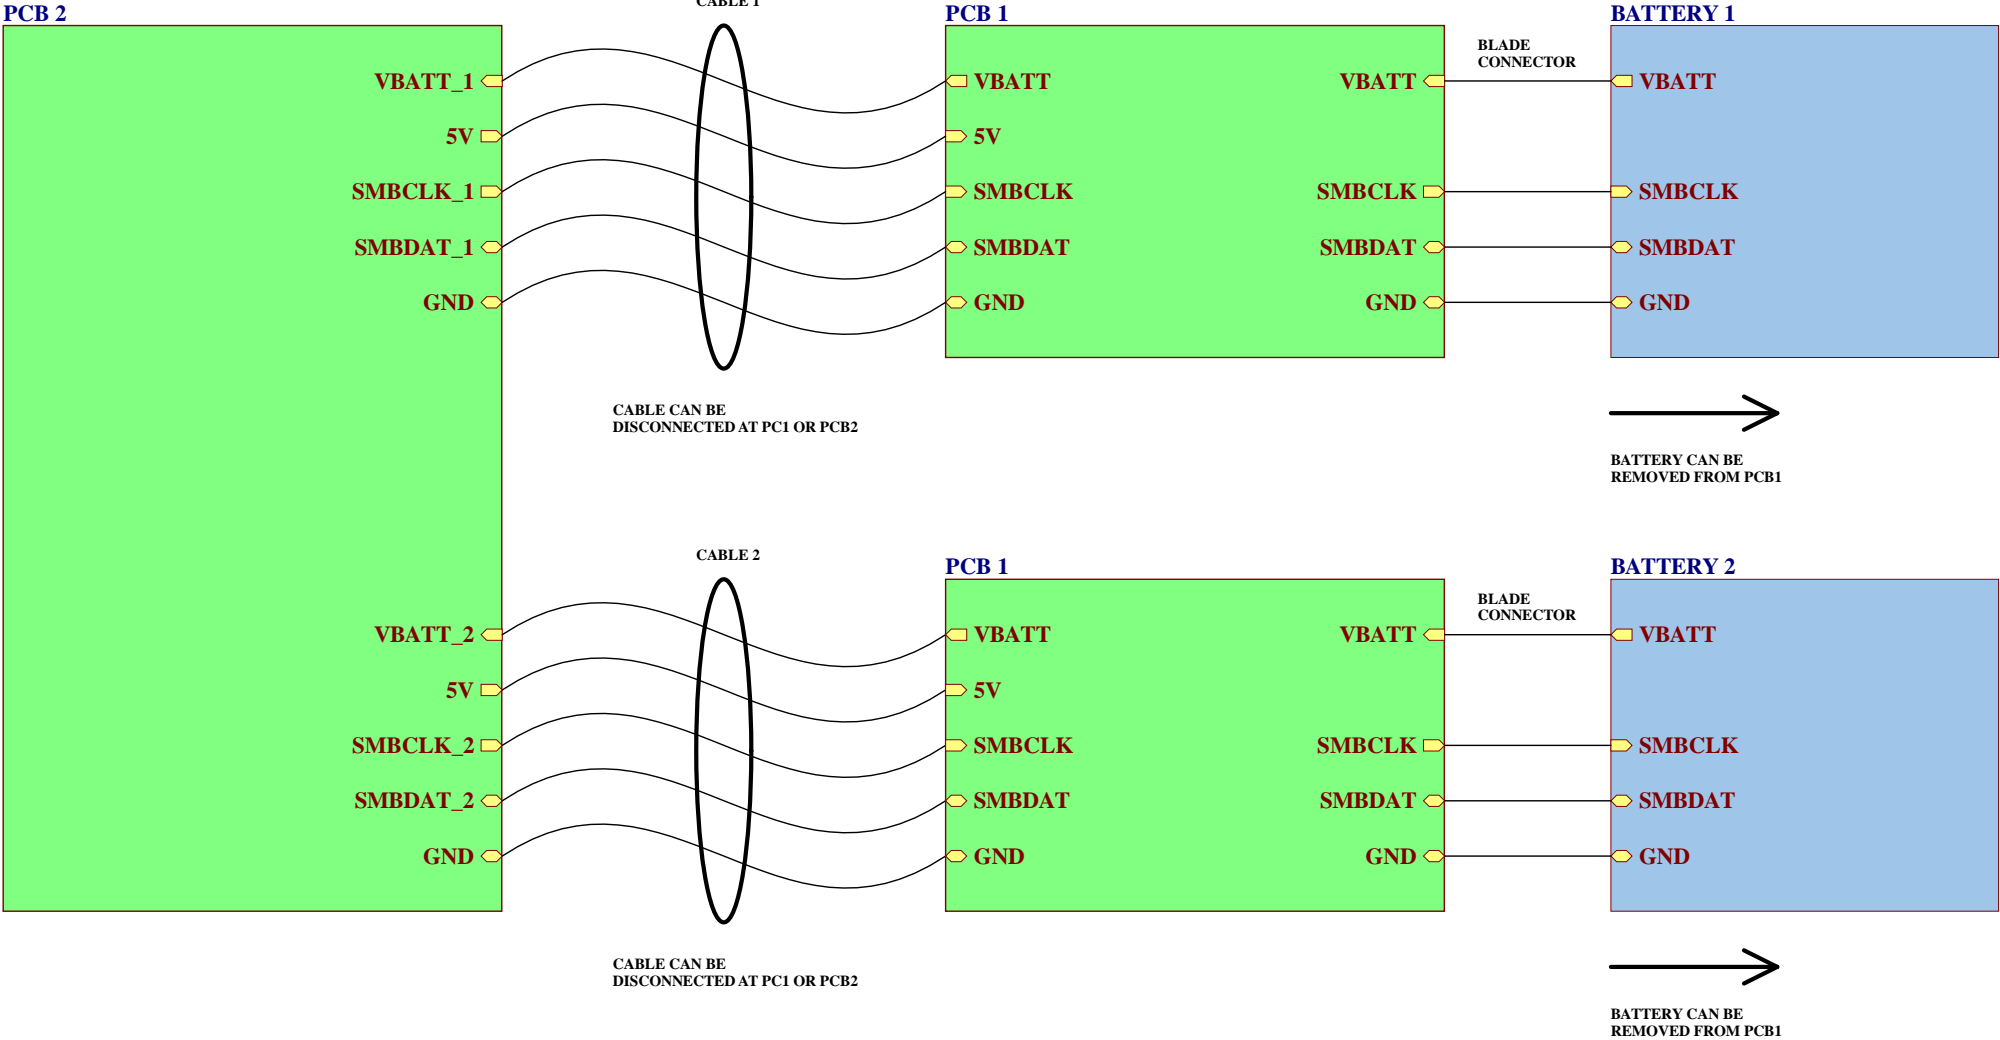 CABLE 1
PCB 2
PCB 1
BATTERY 1
BLADE
CONNECTOR
VBATT_1
VBATT
VBATT
VBATT
5V
5V
SMBCLK_1
SMBCLK
SMBCLK
SMBCLK
SMBDAT_1
SMBDAT
SMBDAT
SMBDAT
GND
GND
GND
GND
CABLE CAN BE
DISCONNECTED AT PC1 OR PCB2
BATTERY CAN BE
REMOVED FROM PCB1
CABLE 2
PCB 1
BATTERY 2
BLADE
CONNECTOR
VBATT_2
VBATT
VBATT
VBATT
5V
5V
SMBCLK_2
SMBCLK
SMBCLK
SMBCLK
SMBDAT_2
SMBDAT
SMBDAT
SMBDAT
GND
GND
GND
GND
CABLE CAN BE
DISCONNECTED AT PC1 OR PCB2
BATTERY CAN BE
REMOVED FROM PCB1